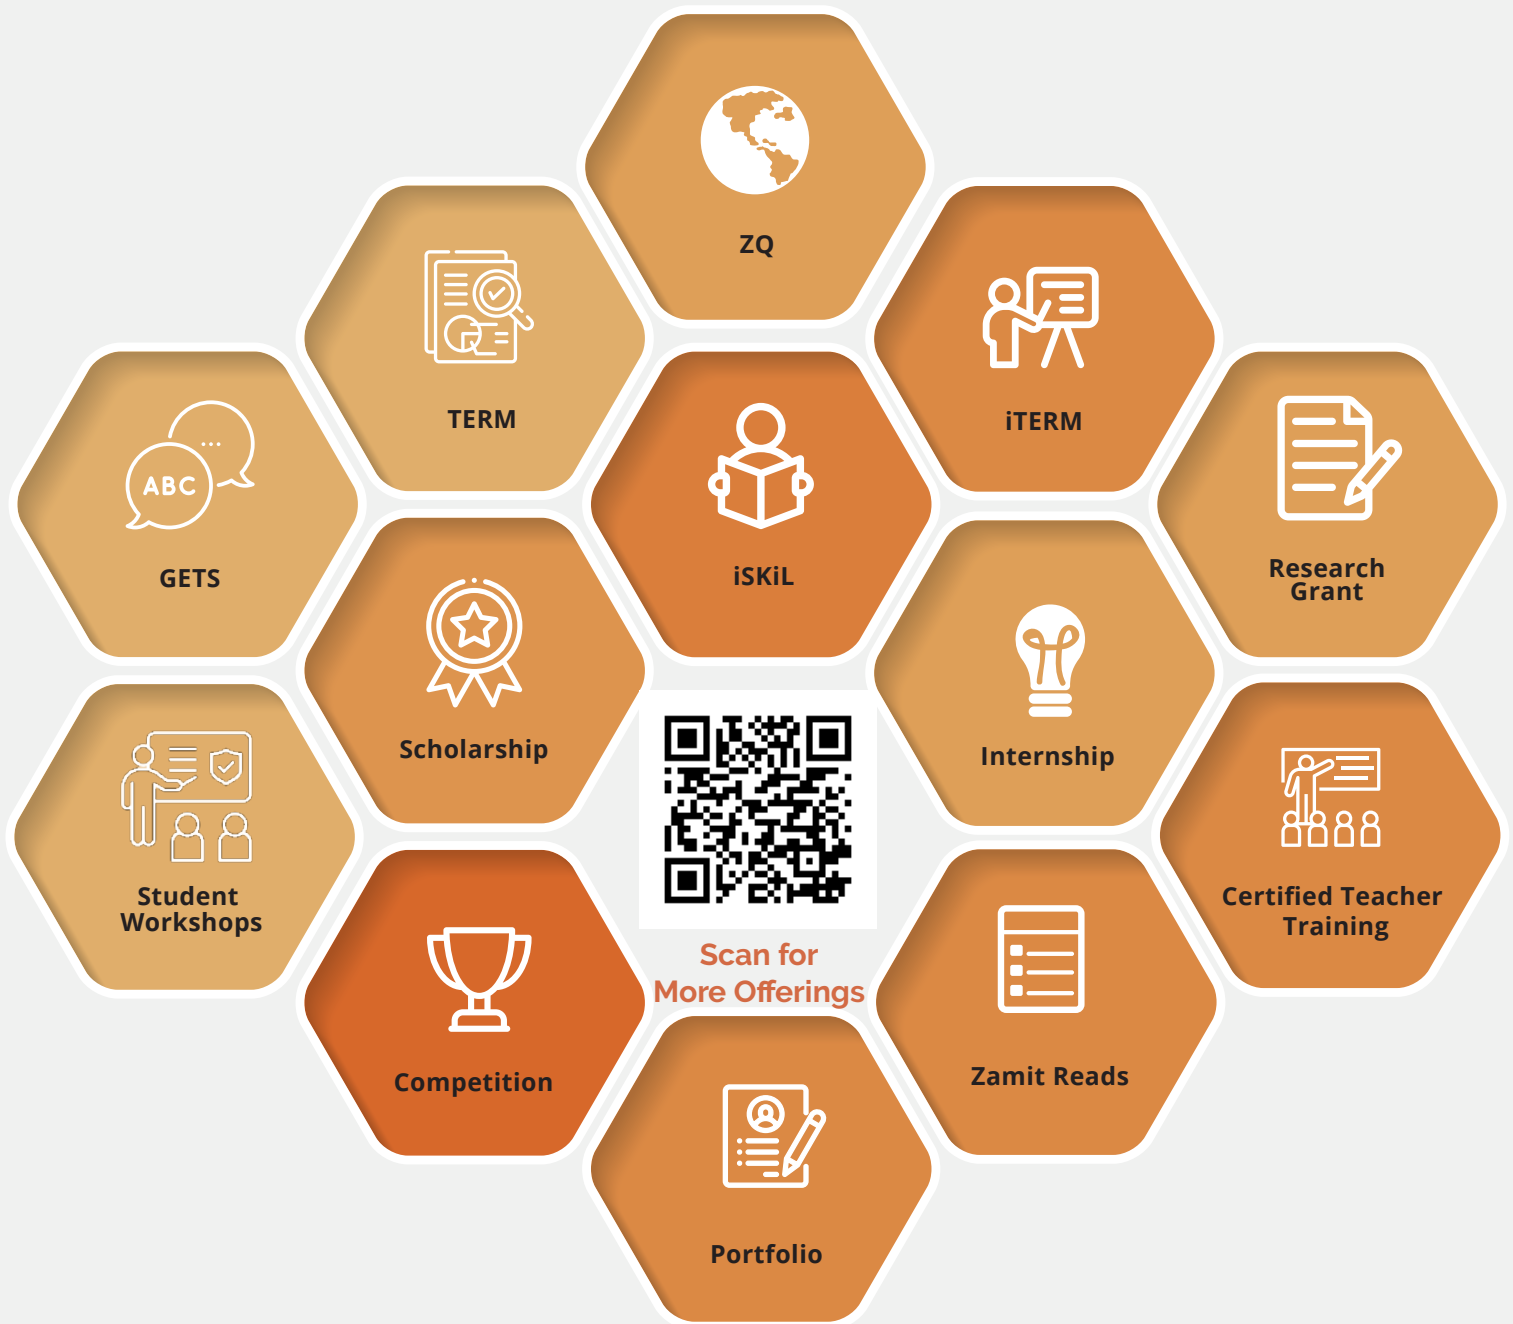 ZQ
TERM
iTERM
ABC
GETS
iSKiL
Research
Grant
Scholarship
Internship
Student
Workshops
Certified Teacher
Training
Scan for
More Offerings
Competition
Zamit Reads
Portfolio